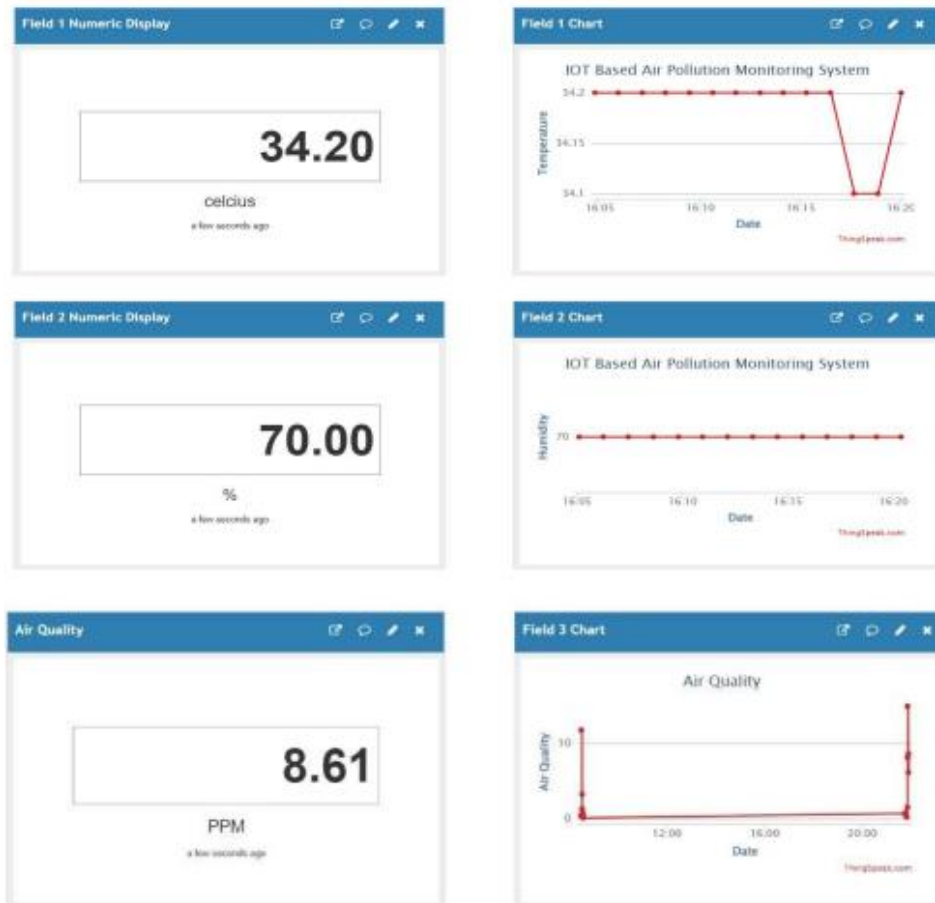 Field 1 Numeric Display
34.20
celcius
a few seconds ago
Field 1 Chart
IOT Based Air Pollution Monitoring System
Temperature
34.2
34.15
34.1
16:05 16:10 16:15 16:20
Date
ThingSpeak.com
Field 2 Numeric Display
70.00
%
a few seconds ago
Field 2 Chart
IOT Based Air Pollution Monitoring System
Humidity
70
16:05 16:10 16:15 16:20
Date
ThingSpeak.com
Air Quality
8.61
PPM
a few seconds ago
Field 3 Chart
Air Quality
Air Quality
10
0
12:00 16:00 20:00
Date
ThingSpeak.com